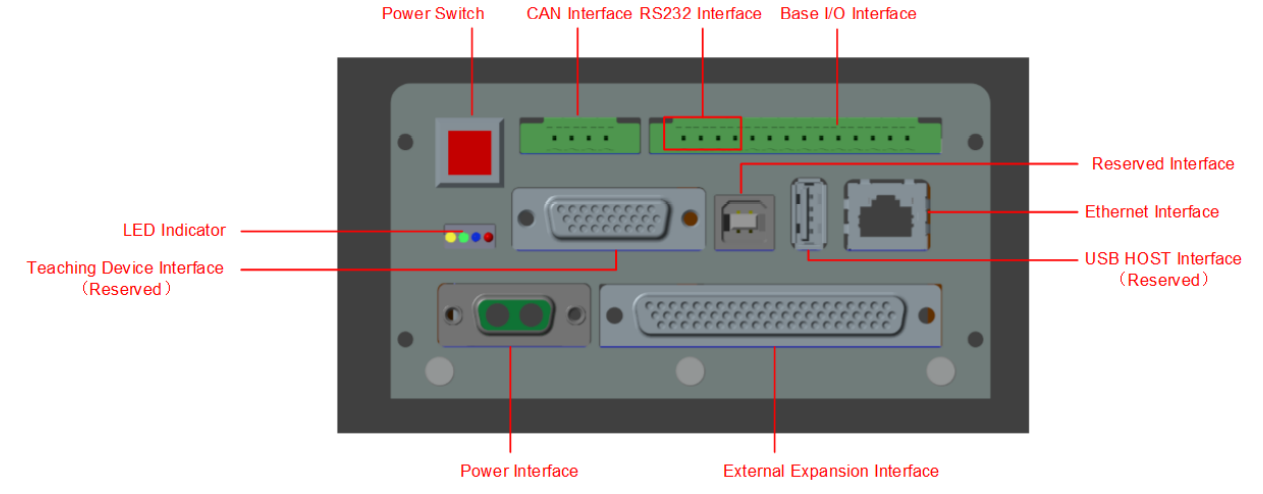 Power Switch
CAN Interface
RS232 Interface
Base I/O Interface
Reserved Interface
Ethernet Interface
LED Indicator
USB HOST Interface
（Reserved）
Teaching Device Interface
（Reserved）
Power Interface
External Expansion Interface